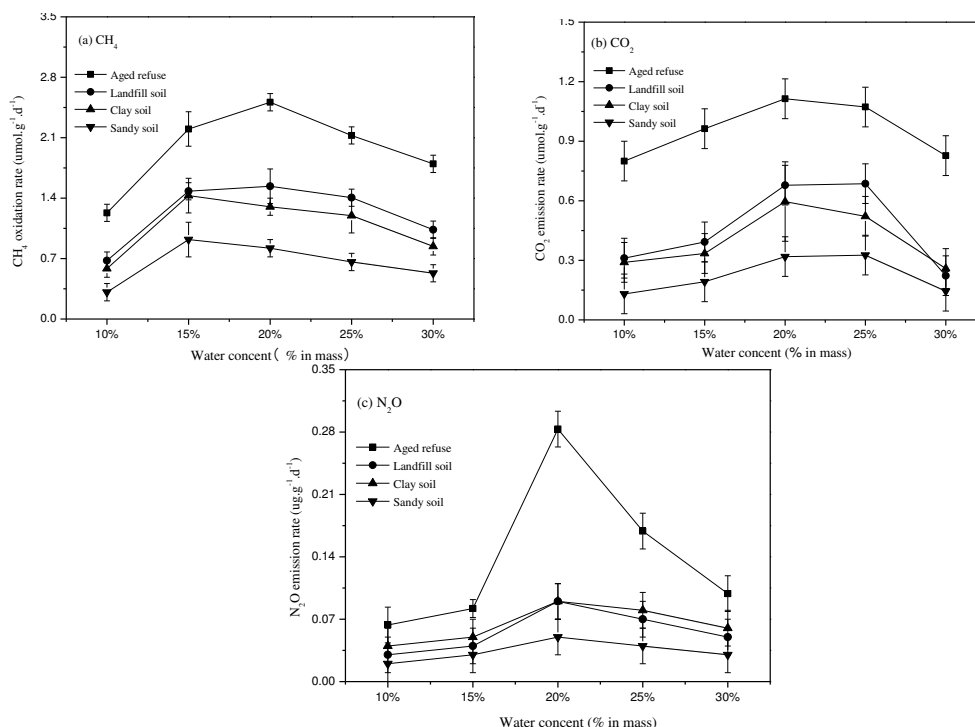 (a) CH4
Aged refuse
Landfill soil
Clay soil
Sandy soil
CH4 oxidation rate (umol.g-1.d-1)
3.5
2.8
2.1
1.4
0.7
0.0
10% 15% 20% 25% 30%
Water concent( % in mass)
(b) CO2
Aged refuse
Landfill soil
Clay soil
Sandy soil
CO2 emission rate (umol.g-1.d-1)
1.5
1.2
0.9
0.6
0.3
0.0
10% 15% 20% 25% 30%
Water concent (% in mass)
(c) N2O
Aged refuse
Landfill soil
Clay soil
Sandy soil
N2O emission rate (ug.g-1.d-1)
0.35
0.28
0.21
0.14
0.07
0.00
10% 15% 20% 25% 30%
Water concent (% in mass)